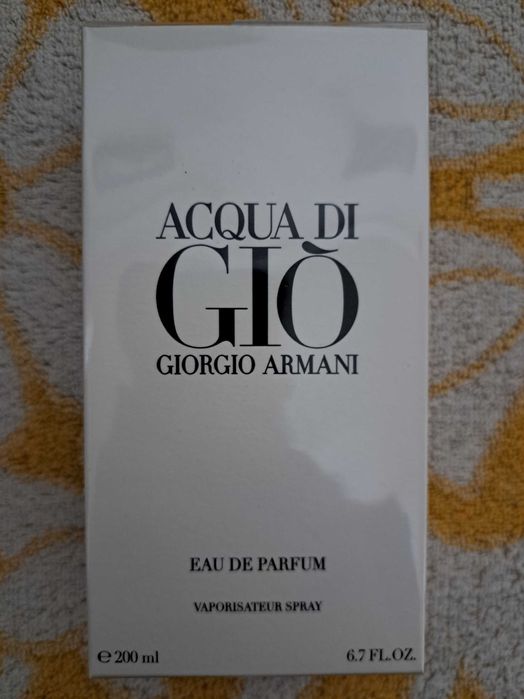 ACQUA DI
GIÒ
GIORGIO ARMANI
EAU DE PARFUM
VAPORISATEUR SPRAY
℮ 200 ml
6.7 FL.OZ.